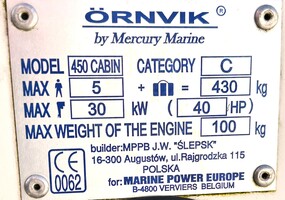 ÖRNVIK®
by Mercury Marine
MODEL 450 CABIN CATEGORY C
MAX 5 + = 430 kg
MAX 30 kW ( 40 /HP)
MAX WEIGHT OF THE ENGINE 100 kg
builder:MPPB J.W. "ŚLEPSK"
16-300 Augustów, ul.Rajgrodzka 115
POLSKA
for: MARINE POWER EUROPE
B-4800 VERVIERS BELGIUM
CE
0062